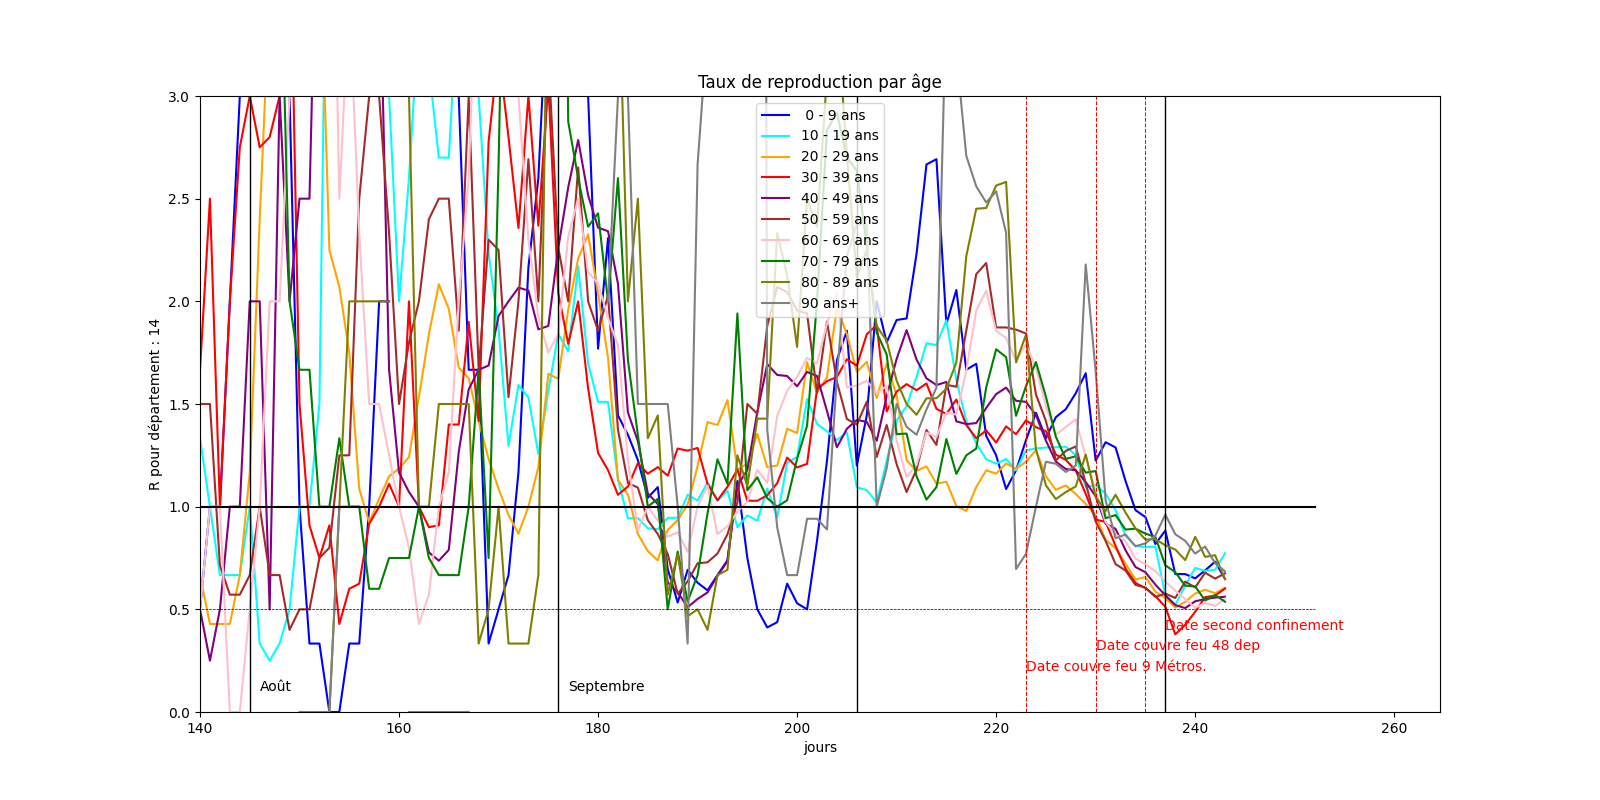 Taux de reproduction par âge
R pour département : 14
3.0
2.5
2.0
1.5
1.0
0.5
0.0
0 - 9 ans
10 - 19 ans
20 - 29 ans
30 - 39 ans
40 - 49 ans
50 - 59 ans
60 - 69 ans
70 - 79 ans
80 - 89 ans
90 ans+
Date second confinement
Date couvre feu 48 dep
Date couvre feu 9 Métros.
Août
Septembre
140
160
180
200
220
240
260
jours